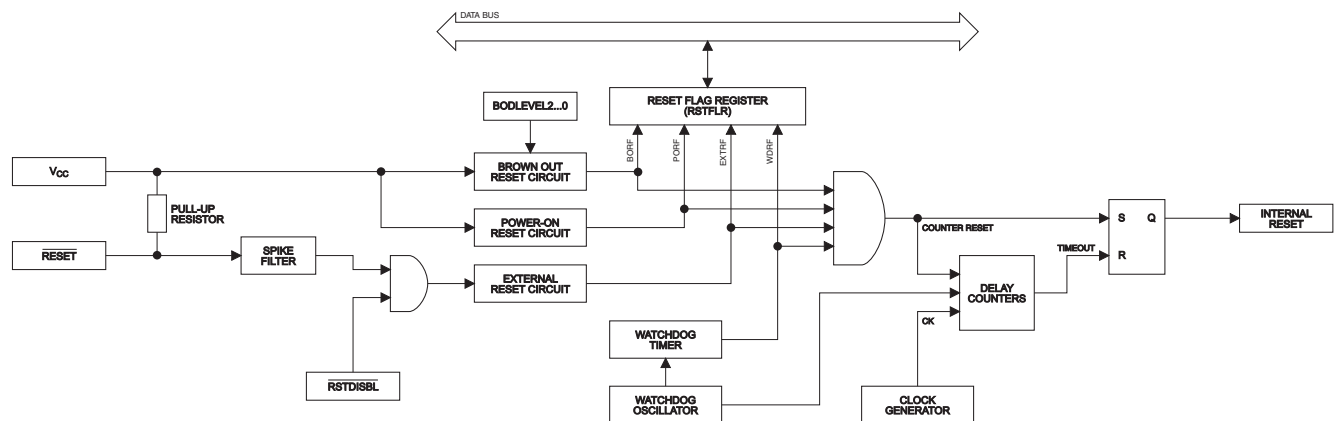 DATA BUS
RESET FLAG REGISTER
(RSTFLR)
BODLEVEL2...0
BORF
PORF
EXTRF
WDRF
VCC
BROWN OUT
RESET CIRCUIT
PULL-UP
RESISTOR
POWER-ON
RESET CIRCUIT
S
Q
INTERNAL
RESET
COUNTER RESET
RESET
SPIKE
FILTER
TIMEOUT
R
EXTERNAL
RESET CIRCUIT
DELAY
COUNTERS
CK
WATCHDOG
TIMER
RSTDISBL
WATCHDOG
OSCILLATOR
CLOCK
GENERATOR